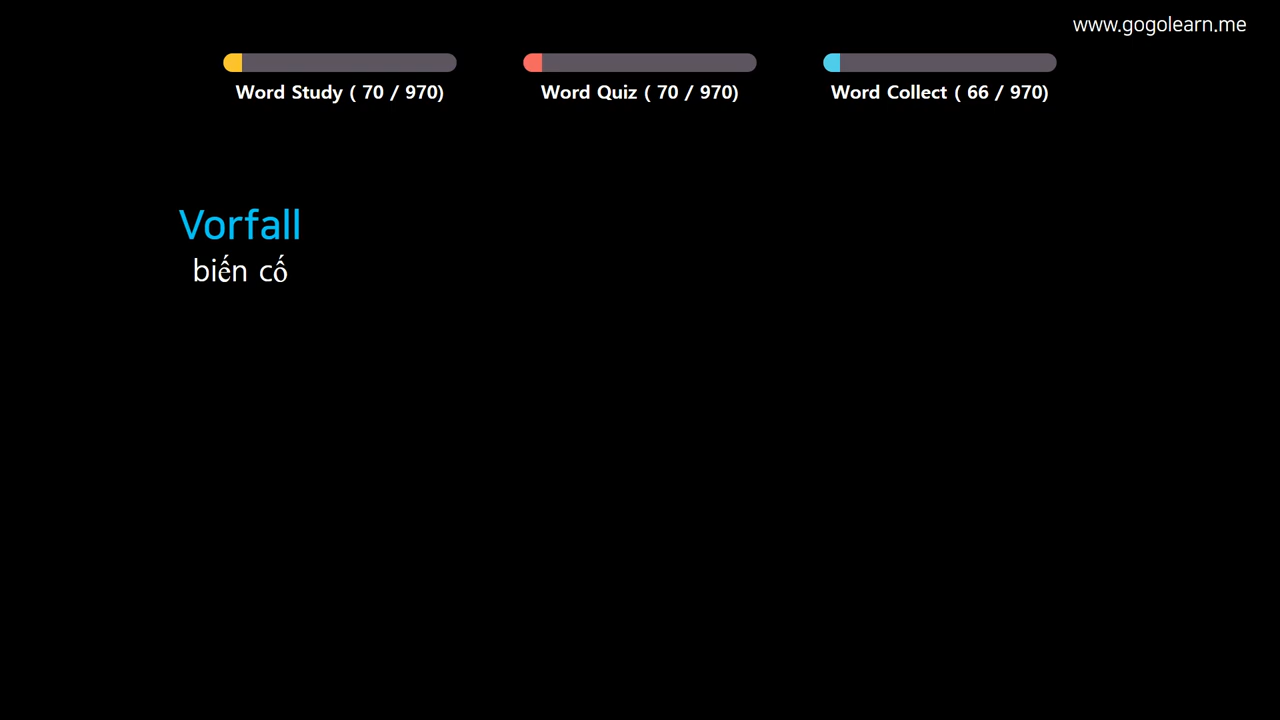 www.gogolearn.me
Word Study ( 70 / 970)
Word Quiz ( 70 / 970)
Word Collect ( 66 / 970)
Vorfall
biến cố